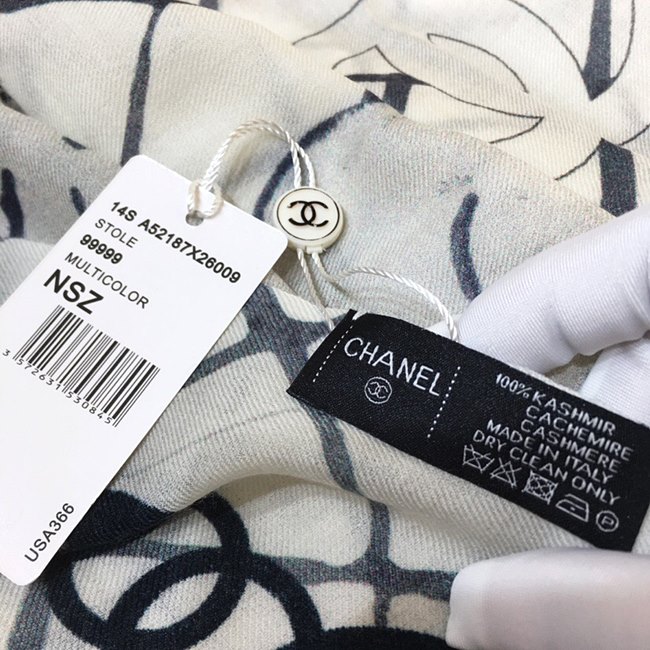 14S A52187X26009
STOLE
99999
MULTICOLOR
NSZ
3 572631 530845
USA366
CHANEL
100% KASHMIR
CACHEMIRE
CASHMERE
MADE IN ITALY
DRY CLEAN ONLY
P